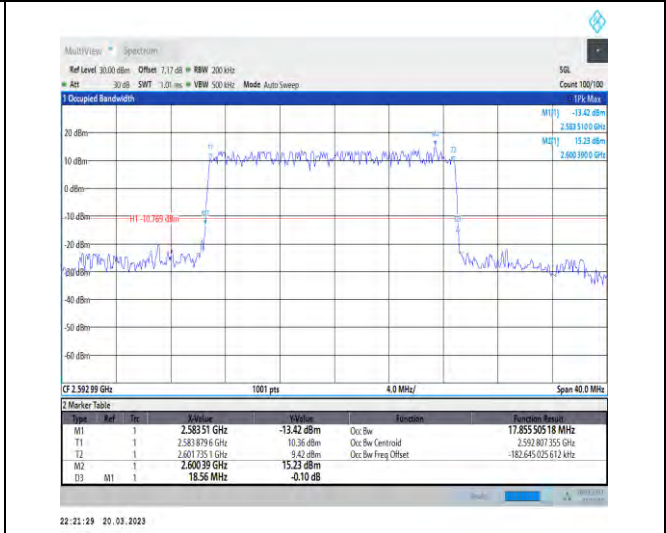 MultiView Spectrum
Ref Level 30.00 dBm Offset 7.17 dB RBW 200 kHz SGL
Att 30 dB SWT 1.01 ms VBW 500 kHz Mode Auto Sweep Count 100/100
1 Occupied Bandwidth 1Pk Max
M1[1] -13.42 dBm
2.583 510 0 GHz
20 dBm
M2[1] 15.23 dBm
2.600 390 0 GHz
T1 T2
10 dBm
0 dBm
-10 dBm H1 -10.769 dBm
-20 dBm
-30 dBm
-40 dBm
-50 dBm
-60 dBm
CF 2.592 99 GHz 1001 pts 4.0 MHz/ Span 40.0 MHz
2 Marker Table
Type Ref Trc X-Value Y-Value Function Function Result
M1 1 2.583 51 GHz -13.42 dBm Occ Bw 17.855 505 18 MHz
T1 1 2.583 879 6 GHz 10.36 dBm Occ Bw Centroid 2.592 807 355 GHz
T2 1 2.601 735 1 GHz 9.42 dBm Occ Bw Freq Offset -182.645 025 612 kHz
M2 1 2.600 39 GHz 15.23 dBm
D3 M1 1 18.56 MHz -0.10 dB
22:21:29 20.03.2023